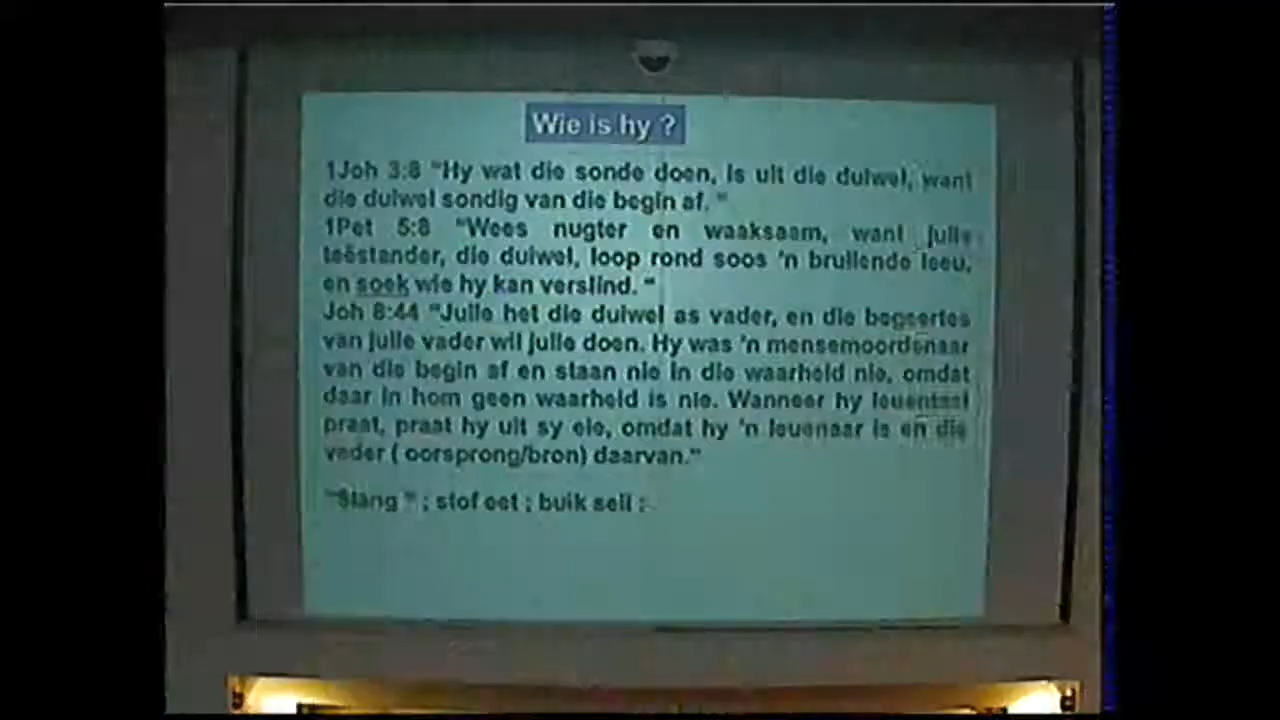 Wie is hy ?
1Joh 3:8 "Hy wat die sonde doen, is uit die duiwel, want
die duiwel sondig van die begin af. "
1Pet 5:8 "Wees nugter en waaksaam, want julle
teëstander, die duiwel, loop rond soos 'n brullende leeu,
en soek wie hy kan verslind. "
Joh 8:44 "Julle het die duiwel as vader, en die begeertes
van julle vader wil julle doen. Hy was 'n mensemoordenaar
van die begin af en staan nie in die waarheid nie, omdat
daar in hom geen waarheid is nie. Wanneer hy leuentaal
praat, praat hy uit sy eie, omdat hy 'n leuenaar is en die
vader ( oorsprong/bron) daarvan."
"Slang " ; stof eet ; buik seil ;